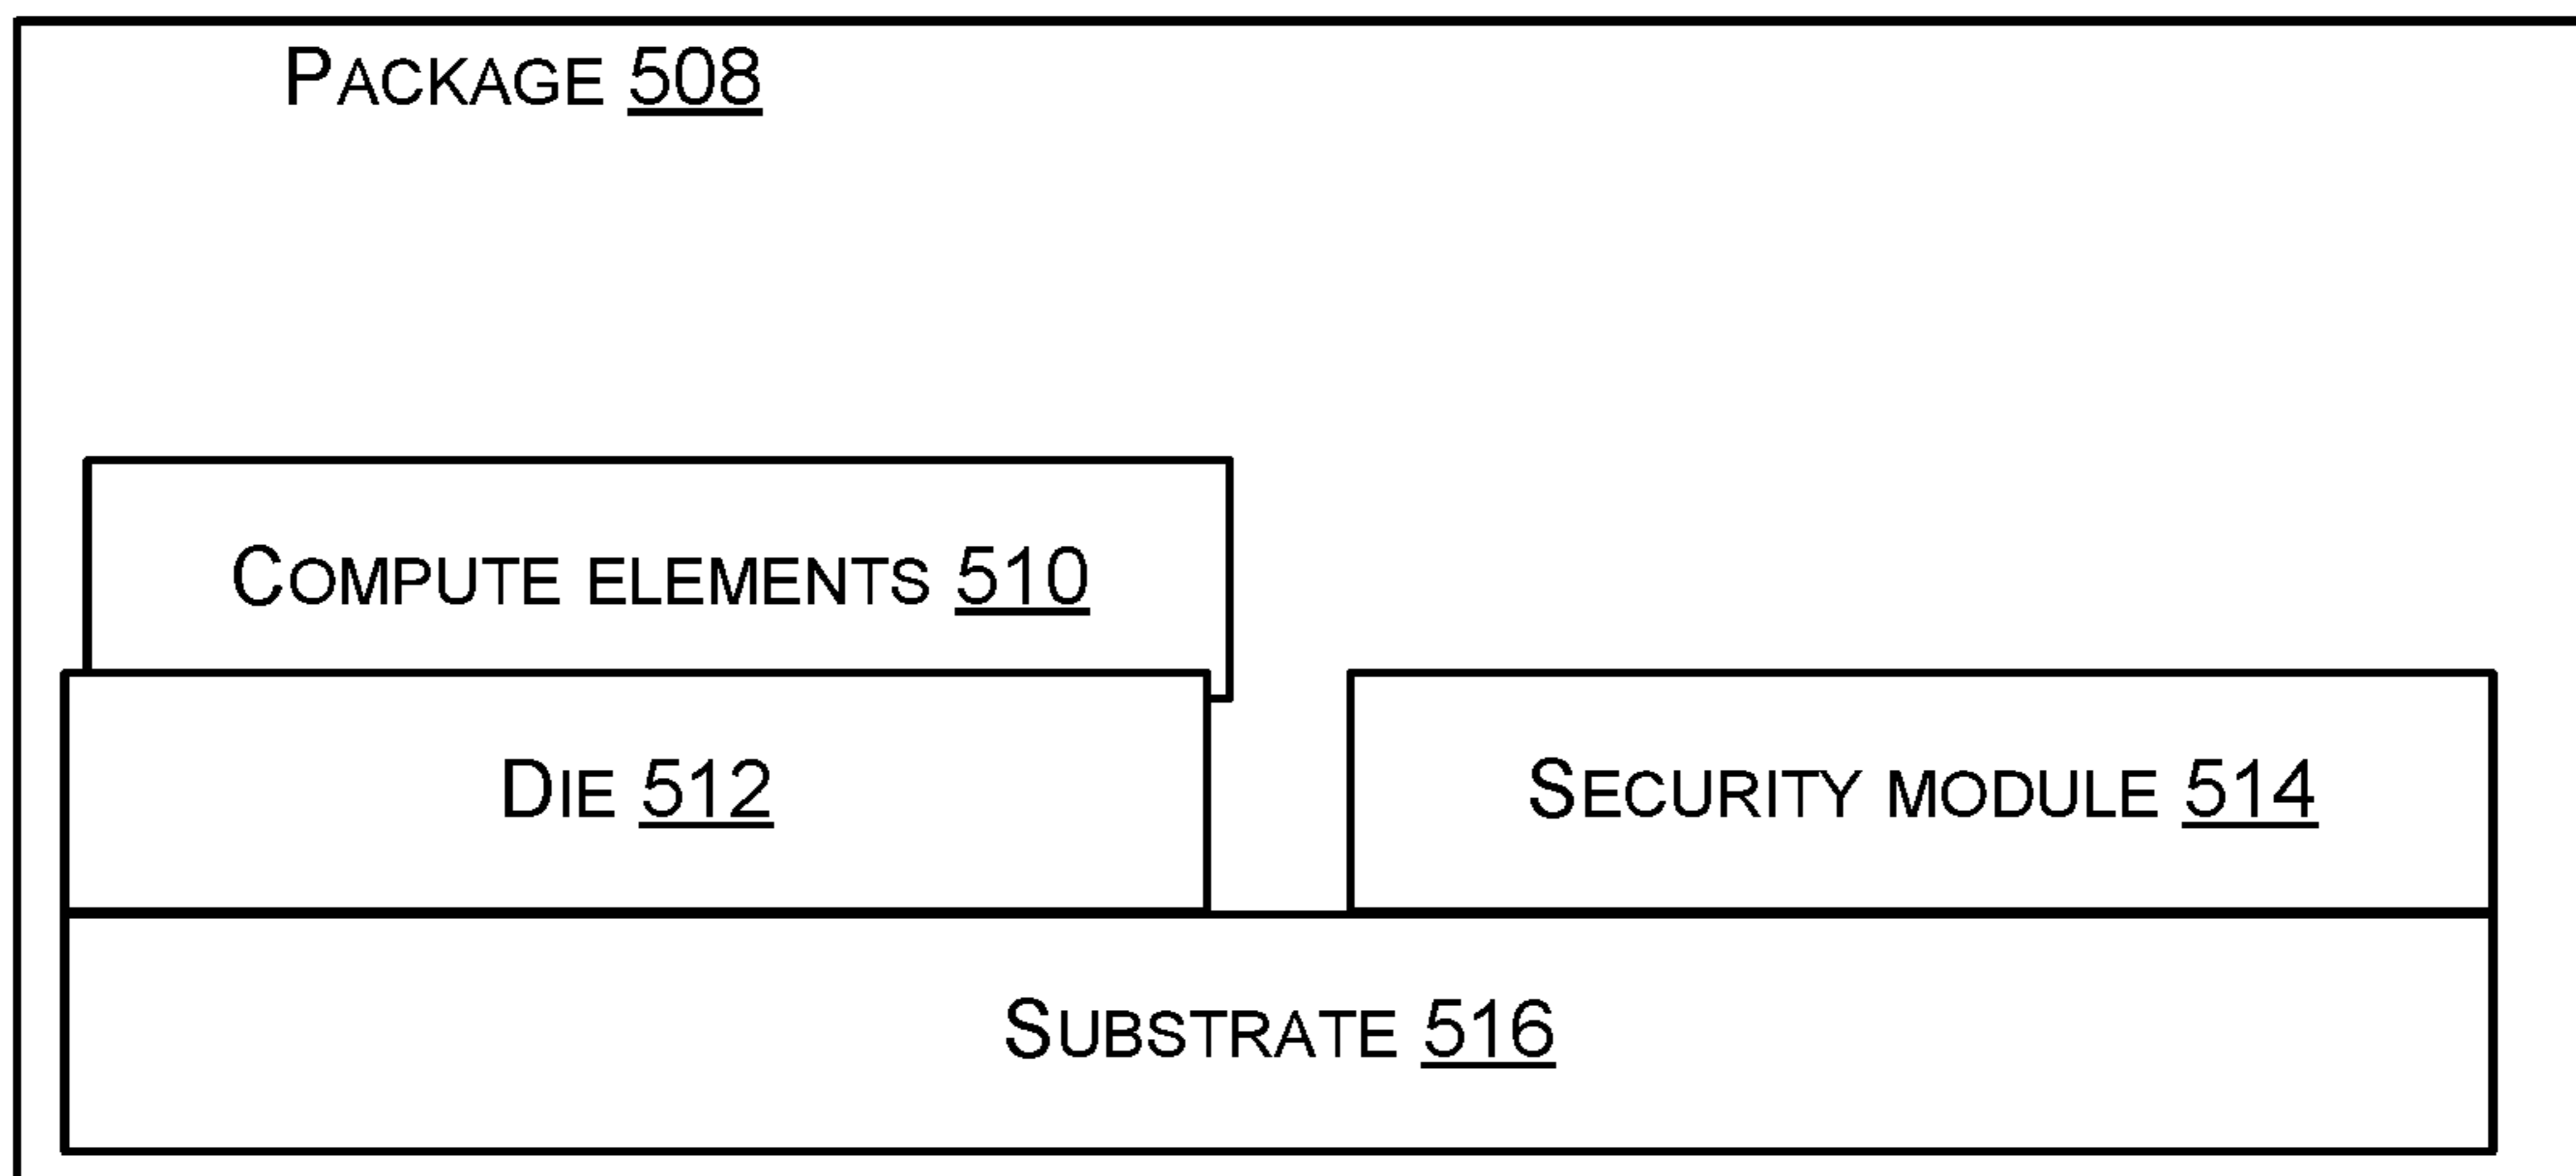 PACKAGE 508
COMPUTE ELEMENTS 510
DIE 512
SECURITY MODULE 514
SUBSTRATE 516